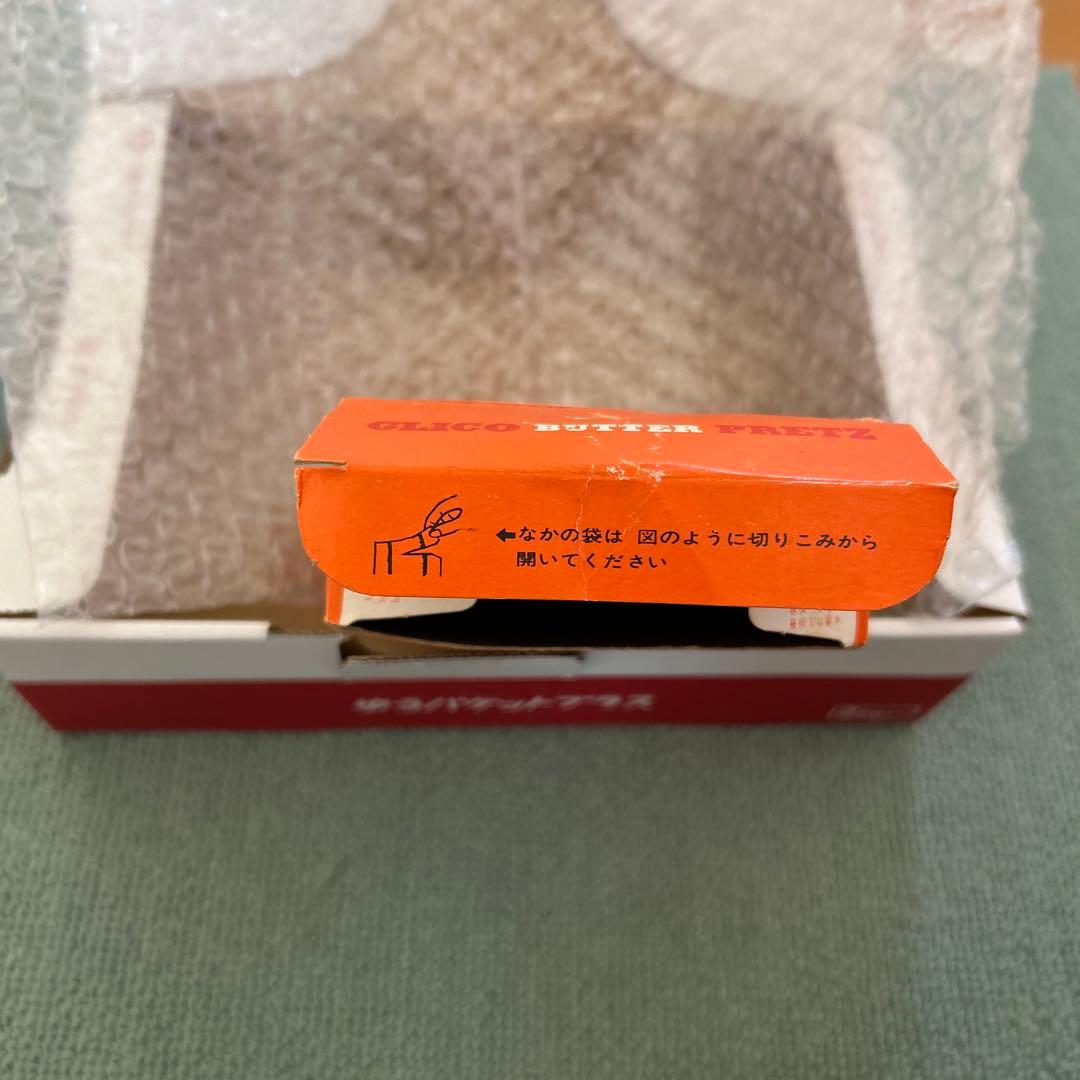 GLICO BUTTER PRETZ
←なかの袋は 図のように切りこみから
開いてください
ゆうパケットプラス